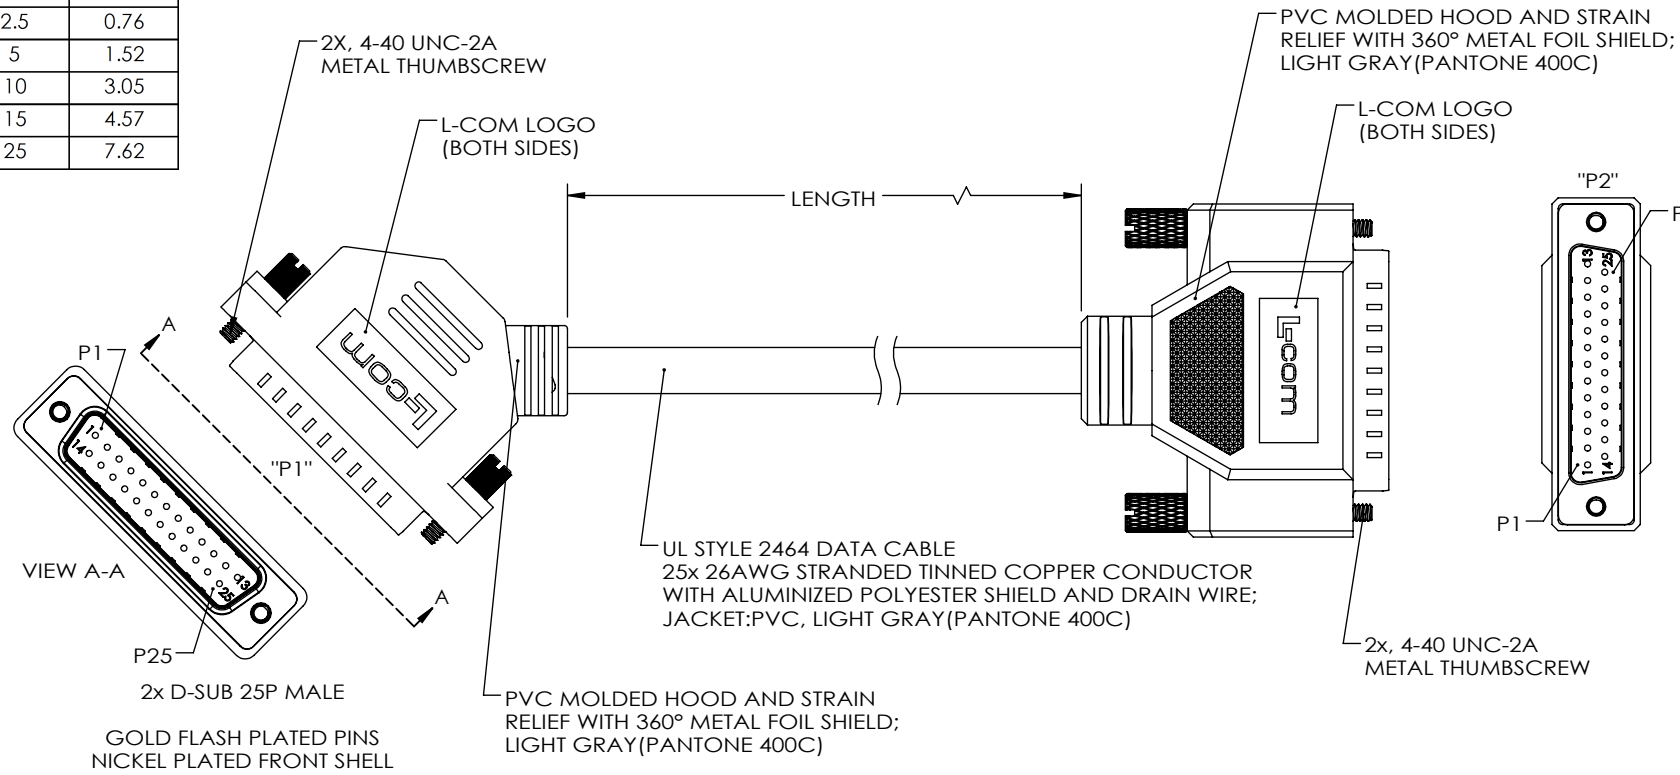 2.5 0.76
5 1.52
10 3.05
15 4.57
25 7.62
2X, 4-40 UNC-2A
METAL THUMBSCREW
L-COM LOGO
(BOTH SIDES)
PVC MOLDED HOOD AND STRAIN
RELIEF WITH 360° METAL FOIL SHIELD;
LIGHT GRAY(PANTONE 400C)
L-COM LOGO
(BOTH SIDES)
LENGTH
"P2"
13
25
1
14
P1
A
P1
1
14
L-com
"P1"
L-com
VIEW A-A
13
25
A
P25
2x D-SUB 25P MALE
GOLD FLASH PLATED PINS
NICKEL PLATED FRONT SHELL
UL STYLE 2464 DATA CABLE
25x 26AWG STRANDED TINNED COPPER CONDUCTOR
WITH ALUMINIZED POLYESTER SHIELD AND DRAIN WIRE;
JACKET:PVC, LIGHT GRAY(PANTONE 400C)
2x, 4-40 UNC-2A
METAL THUMBSCREW
PVC MOLDED HOOD AND STRAIN
RELIEF WITH 360° METAL FOIL SHIELD;
LIGHT GRAY(PANTONE 400C)